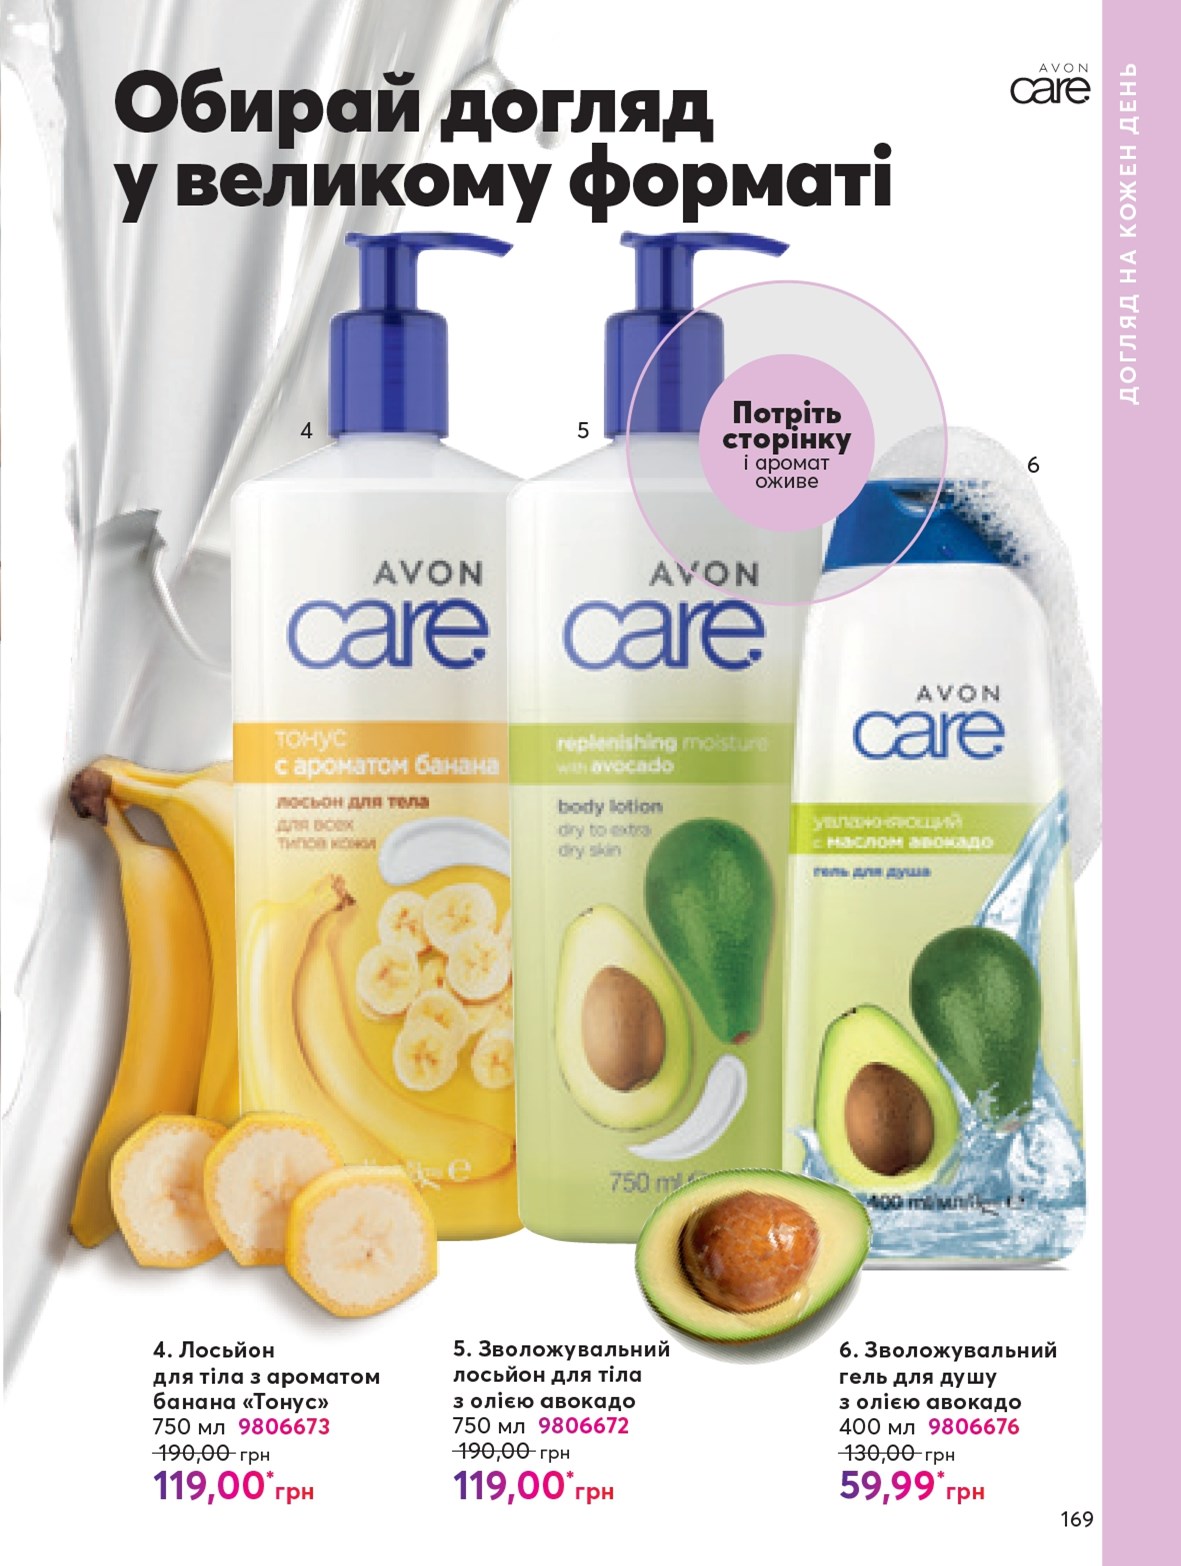 Обирай догляд
у великому форматі
AVON
care
ДОГЛЯД НА КОЖЕН ДЕНЬ
4
5
6
Потріть
сторінку
і аромат
оживе
AVON
care
тонус
с ароматом банана
лосьон для тела
для всех
типов кожи
AVON
care
replenishing moisture
with avocado
body lotion
dry to extra
dry skin
750 ml
AVON
care
увлажняющий
с маслом авокадо
гель для душа
400 ml/мл
4. Лосьйон
для тіла з ароматом
банана «Тонус»
750 мл 9806673
190,00 грн
119,00* грн
5. Зволожувальний
лосьйон для тіла
з олією авокадо
750 мл 9806672
190,00 грн
119,00* грн
6. Зволожувальний
гель для душу
з олією авокадо
400 мл 9806676
130,00 грн
59,99* грн
169